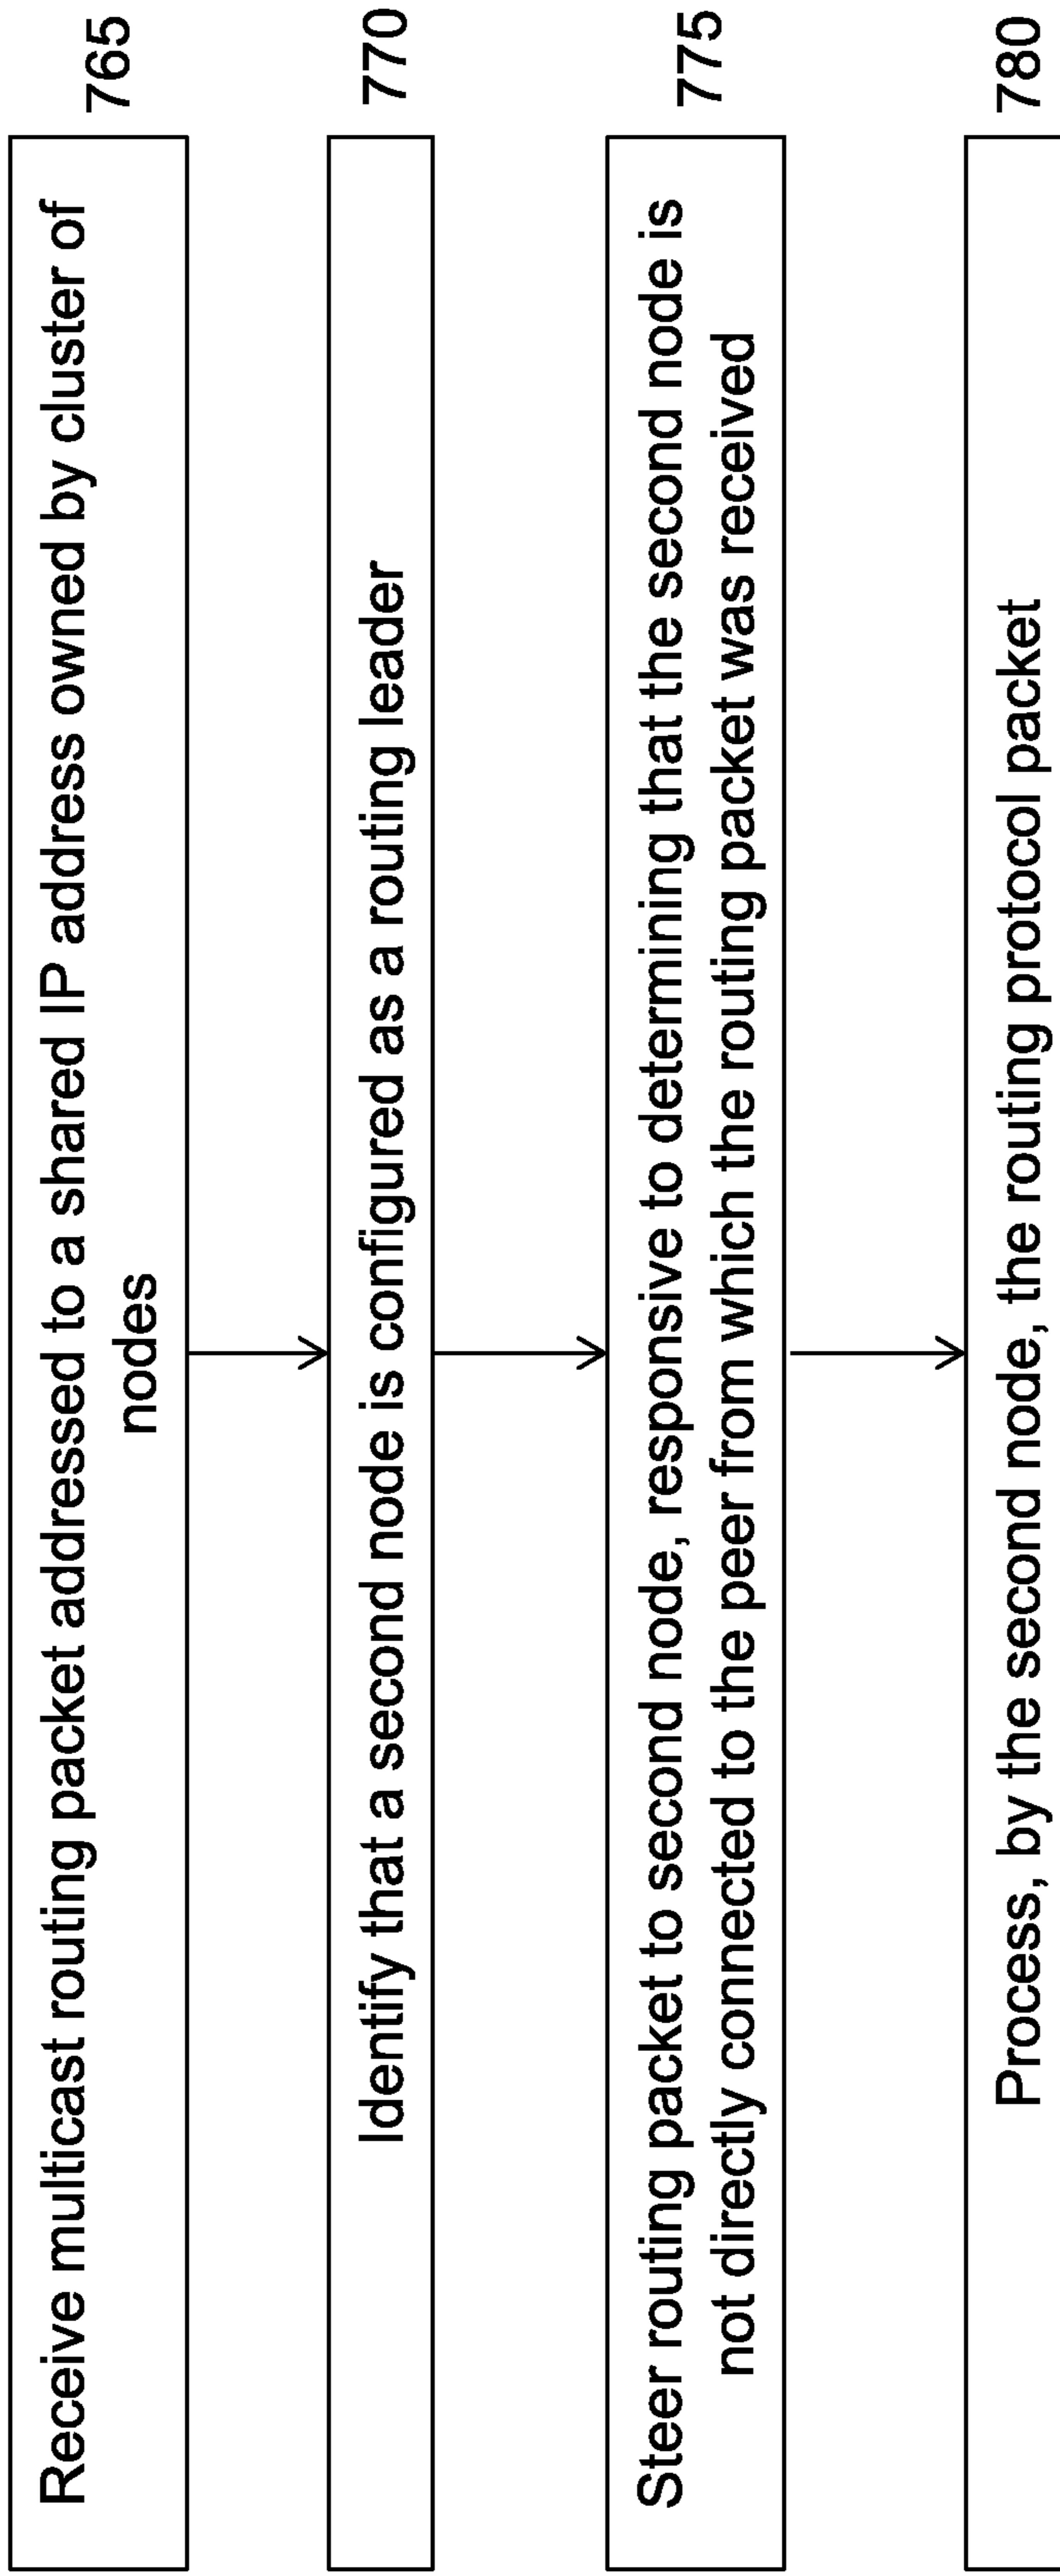 Receive multicast routing packet addressed to a shared IP address owned by cluster of
nodes
765
Identify that a second node is configured as a routing leader
770
Steer routing packet to second node, responsive to determining that the second node is
not directly connected to the peer from which the routing packet was received
775
Process, by the second node, the routing protocol packet
780